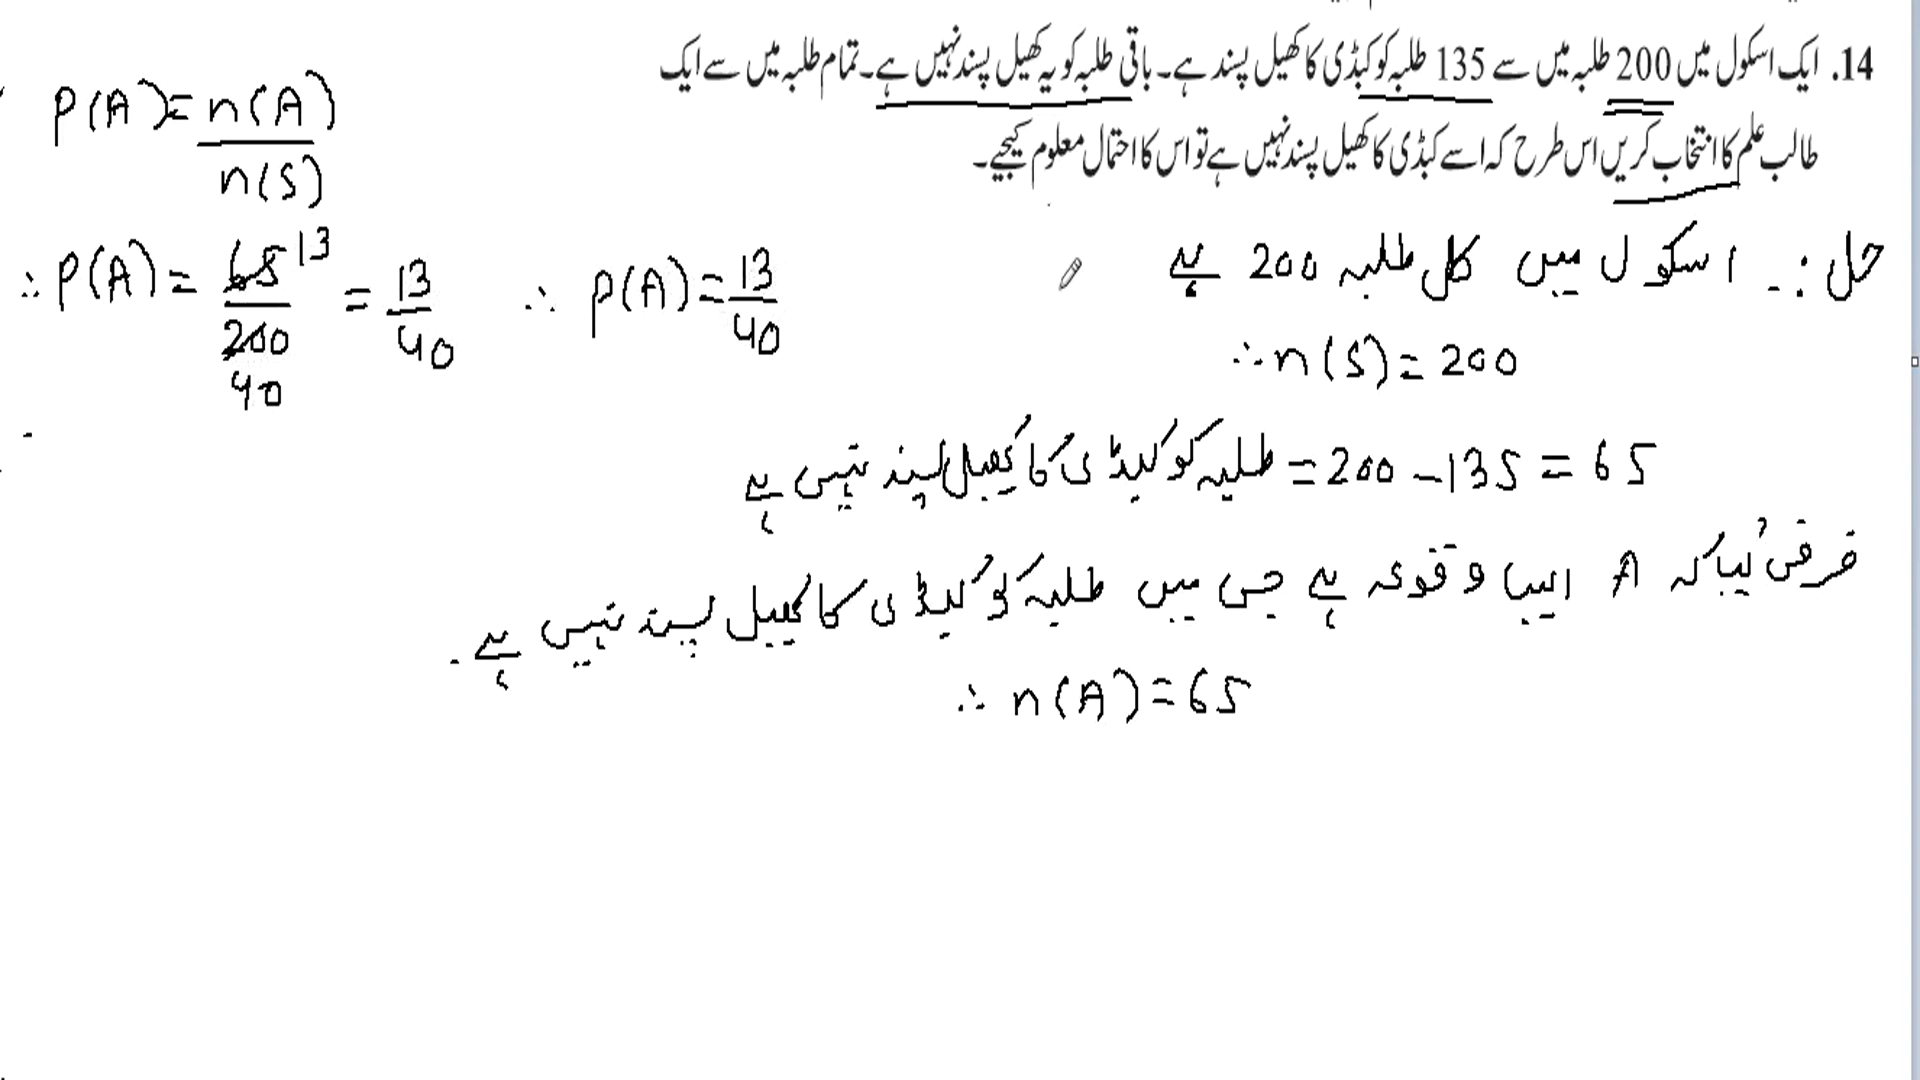 14. ایک اسکول میں 200 طلبہ میں سے 135 طلبہ کو کبڈی کا کھیل پسند ہے۔ باقی طلبہ کو یہ کھیل پسند نہیں ہے۔ تمام طلبہ میں سے ایک
طالب علم کا انتخاب کریں اس طرح کہ اسے کبڈی کا کھیل پسند نہیں ہے تو اس کا احتمال معلوم کیجیے۔
حل :. اسکول میں کل طلبہ 200 ہے
∴ n(S) = 200
طلبہ کو کبڈی کا کھیل پسند نہیں ہے = 200 - 135 = 65
فرض کیا کہ A ایسا وقوعہ ہے جس میں طلبہ کو کبڈی کا کھیل پسند نہیں ہے ۔
∴ n(A) = 65
P(A) = n(A) / n(S)
∴ P(A) = 65 13 / 200 40 = 13 / 40 ∴ P(A) = 13 / 40